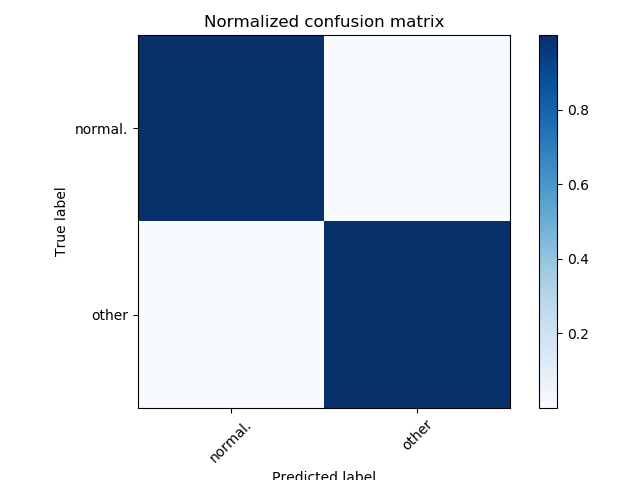 Normalized confusion matrix
True label
normal.
other
normal.
other
Predicted label
0.8
0.6
0.4
0.2